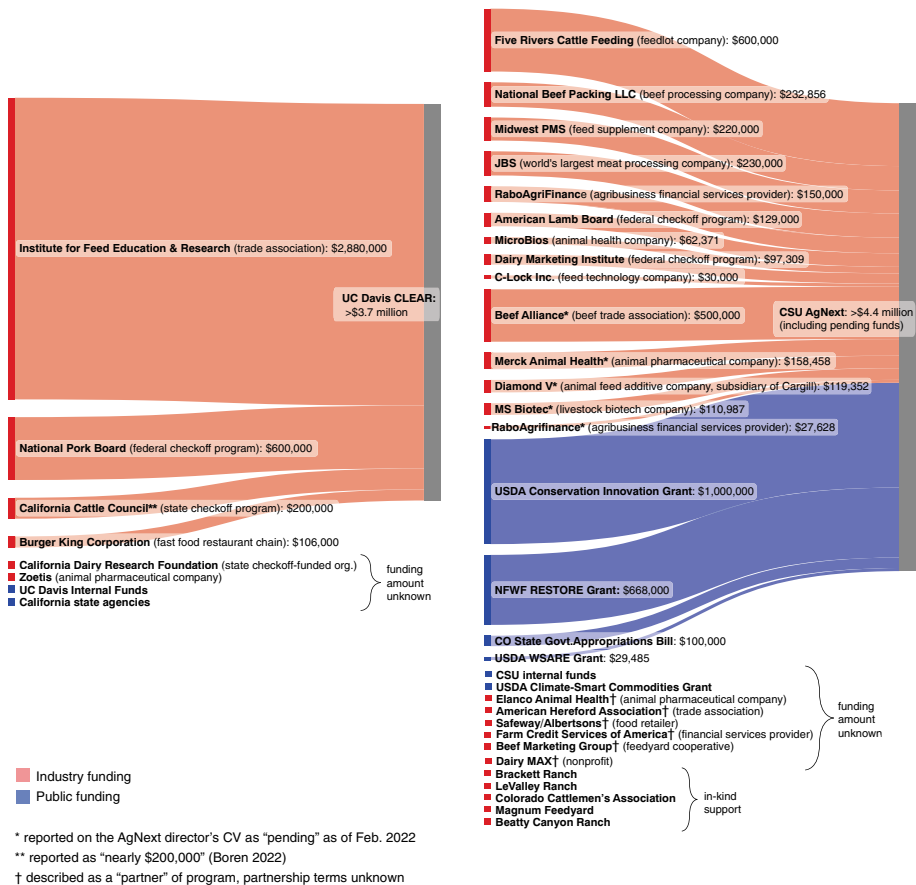 Institute for Feed Education & Research (trade association): $2,880,000
UC Davis CLEAR:
>$3.7 million
National Pork Board (federal checkoff program): $600,000
California Cattle Council** (state checkoff program): $200,000
Burger King Corporation (fast food restaurant chain): $106,000
California Dairy Research Foundation (state checkoff-funded org.)
Zoetis (animal pharmaceutical company)
UC Davis Internal Funds
California state agencies
funding
amount
unknown
Five Rivers Cattle Feeding (feedlot company): $600,000
National Beef Packing LLC (beef processing company): $232,856
Midwest PMS (feed supplement company): $220,000
JBS (world's largest meat processing company): $230,000
RaboAgriFinance (agribusiness financial services provider): $150,000
American Lamb Board (federal checkoff program): $129,000
MicroBios (animal health company): $62,371
Dairy Marketing Institute (federal checkoff program): $97,309
C-Lock Inc. (feed technology company): $30,000
Beef Alliance* (beef trade association): $500,000
CSU AgNext: >$4.4 million
(including pending funds)
Merck Animal Health* (animal pharmaceutical company): $158,458
Diamond V* (animal feed additive company, subsidiary of Cargill): $119,352
MS Biotec* (livestock biotech company): $110,987
RaboAgrifinance* (agribusiness financial services provider): $27,628
USDA Conservation Innovation Grant: $1,000,000
NFWF RESTORE Grant: $668,000
CO State Govt.Appropriations Bill: $100,000
USDA WSARE Grant: $29,485
CSU internal funds
USDA Climate-Smart Commodities Grant
Elanco Animal Health† (animal pharmaceutical company)
American Hereford Association† (trade association)
Safeway/Albertsons† (food retailer)
Farm Credit Services of America† (financial services provider)
Beef Marketing Group† (feedyard cooperative)
Dairy MAX† (nonprofit)
funding
amount
unknown
Brackett Ranch
LeValley Ranch
Colorado Cattlemen's Association
Magnum Feedyard
Beatty Canyon Ranch
in-kind
support
Industry funding
Public funding
* reported on the AgNext director's CV as "pending" as of Feb. 2022
** reported as "nearly $200,000" (Boren 2022)
† described as a "partner" of program, partnership terms unknown